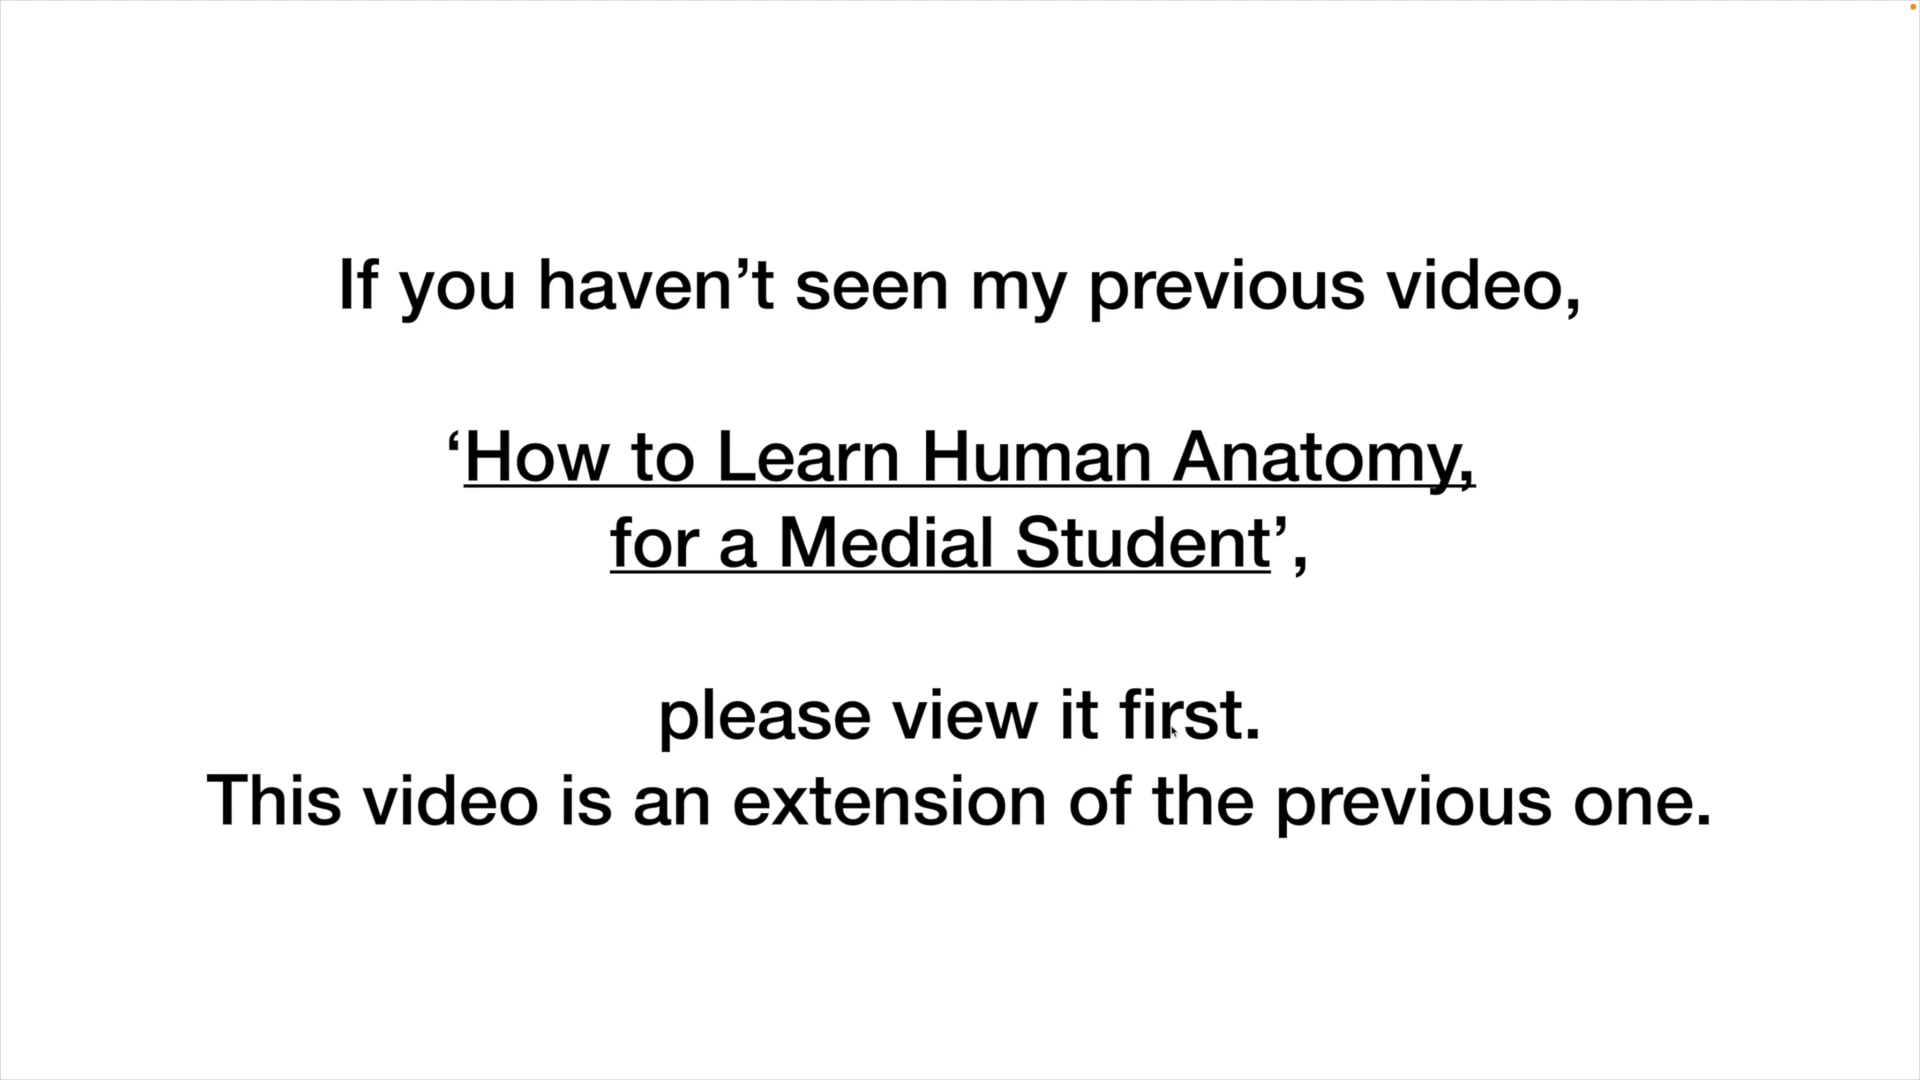 If you haven’t seen my previous video,
‘How to Learn Human Anatomy,
for a Medial Student’,
please view it first.
This video is an extension of the previous one.